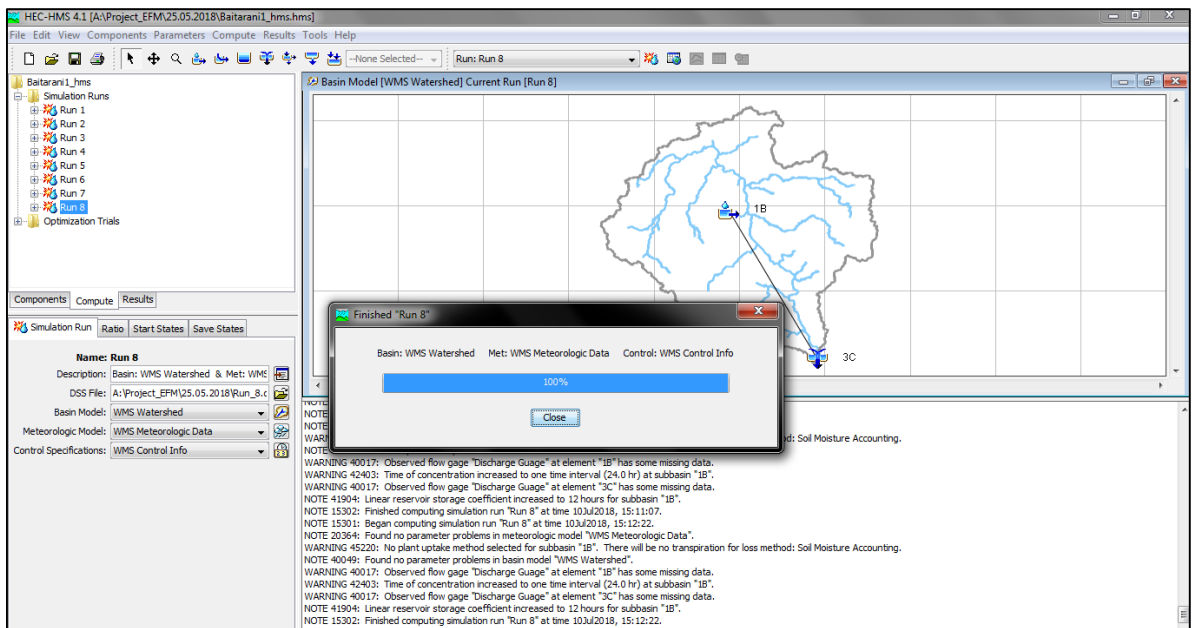 HEC-HMS 4.1 [A:\Project_EFM\25.05.2018\Baitarani1_hms.hms]
File Edit View Components Parameters Compute Results Tools Help
--None Selected-- Run: Run 8
Baitarani1_hms
Simulation Runs
Run 1
Run 2
Run 3
Run 4
Run 5
Run 6
Run 7
Run 8
Optimization Trials
Components Compute Results
Simulation Run Ratio Start States Save States
Name: Run 8
Description: Basin: WMS Watershed & Met: WMS
DSS File: A:\Project_EFM\25.05.2018\Run_8.c
Basin Model: WMS Watershed
Meteorologic Model: WMS Meteorologic Data
Control Specifications: WMS Control Info
Basin Model [WMS Watershed] Current Run [Run 8]
1B
3C
Finished "Run 8"
Basin: WMS Watershed Met: WMS Meteorologic Data Control: WMS Control Info
100%
Close
NOTE
NOTE
WARN od: Soil Moisture Accounting.
NOTE
WARNING 40017: Observed flow gage "Discharge Guage" at element "1B" has some missing data.
WARNING 42403: Time of concentration increased to one time interval (24.0 hr) at subbasin "1B".
WARNING 40017: Observed flow gage "Discharge Guage" at element "3C" has some missing data.
NOTE 41904: Linear reservoir storage coefficient increased to 12 hours for subbasin "1B".
NOTE 15302: Finished computing simulation run "Run 8" at time 10Jul2018, 15:11:07.
NOTE 15301: Began computing simulation run "Run 8" at time 10Jul2018, 15:12:22.
NOTE 20364: Found no parameter problems in meteorologic model "WMS Meteorologic Data".
WARNING 45220: No plant uptake method selected for subbasin "1B". There will be no transpiration for loss method: Soil Moisture Accounting.
NOTE 40049: Found no parameter problems in basin model "WMS Watershed".
WARNING 40017: Observed flow gage "Discharge Guage" at element "1B" has some missing data.
WARNING 42403: Time of concentration increased to one time interval (24.0 hr) at subbasin "1B".
WARNING 40017: Observed flow gage "Discharge Guage" at element "3C" has some missing data.
NOTE 41904: Linear reservoir storage coefficient increased to 12 hours for subbasin "1B".
NOTE 15302: Finished computing simulation run "Run 8" at time 10Jul2018, 15:12:22.